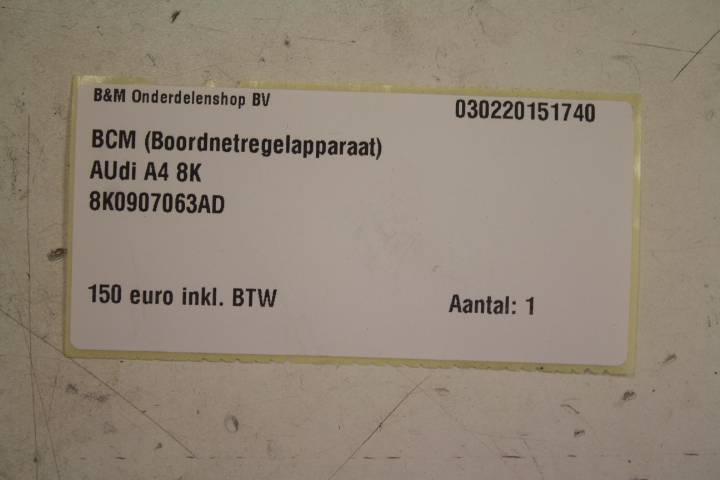 B&M Onderdelenshop BV 030220151740
BCM (Boordnetregelapparaat)
AUdi A4 8K
8K0907063AD
150 euro inkl. BTW Aantal: 1